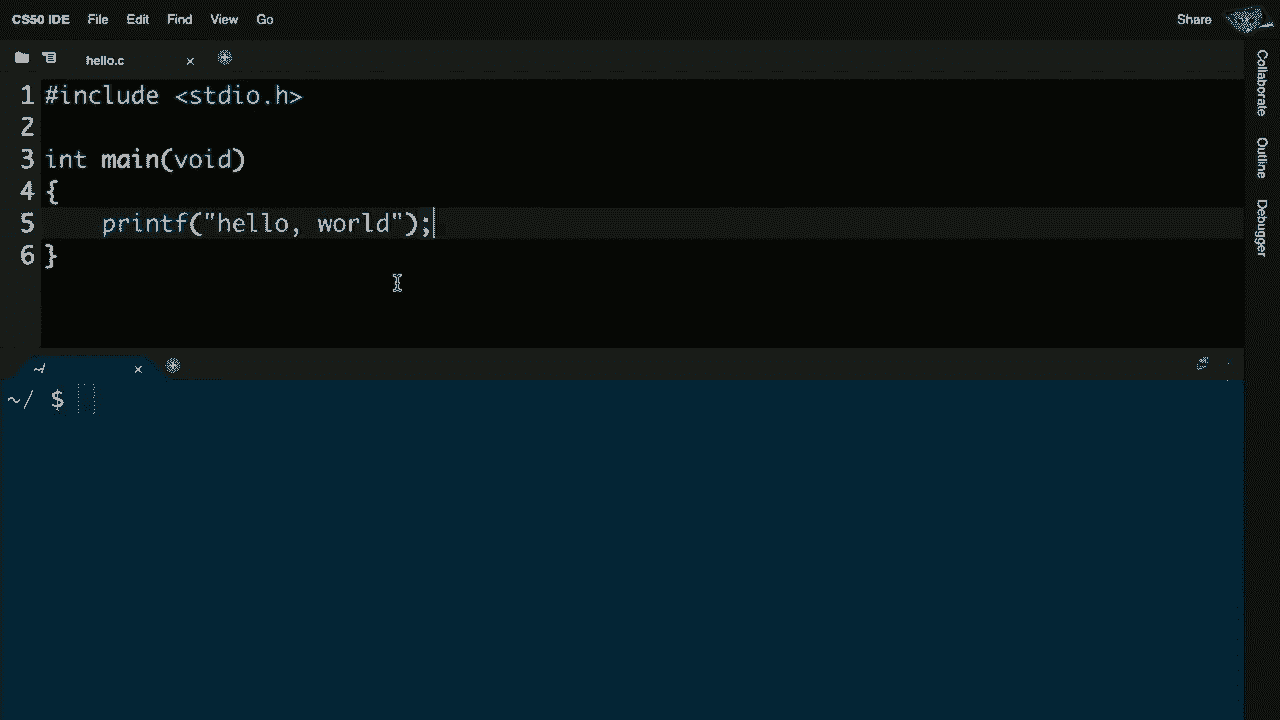 CS50 IDE File Edit Find View Go Share
hello.c
1 #include <stdio.h>
2
3 int main(void)
4 {
5     printf("hello, world");
6 }
~/
~/ $
Collaborate
Outline
Debugger